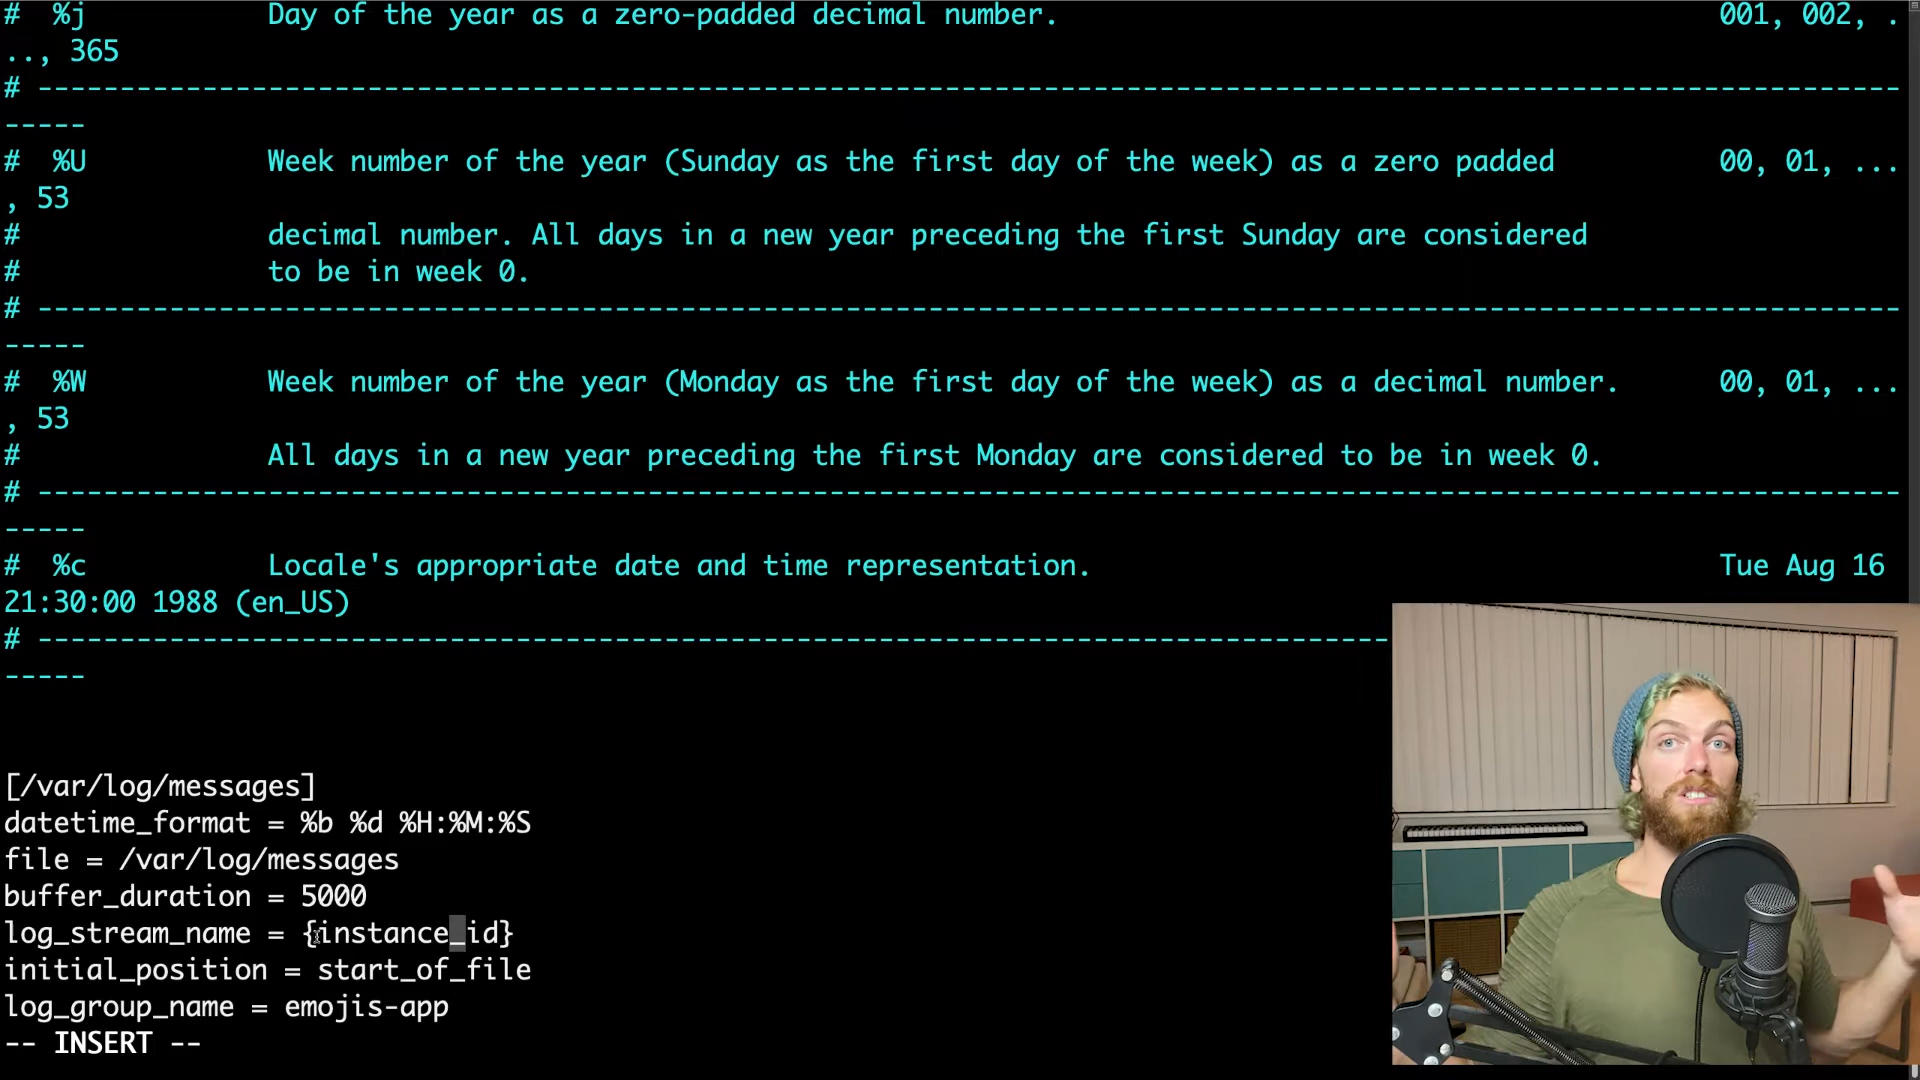 #  %j           Day of the year as a zero-padded decimal number.                                        001, 002, .
.., 365
# -----------------------------------------------------------------------------------------------------------------
-----
#  %U           Week number of the year (Sunday as the first day of the week) as a zero padded          00, 01, ...
, 53
#               decimal number. All days in a new year preceding the first Sunday are considered
#               to be in week 0.
# -----------------------------------------------------------------------------------------------------------------
-----
#  %W           Week number of the year (Monday as the first day of the week) as a decimal number.      00, 01, ...
, 53
#               All days in a new year preceding the first Monday are considered to be in week 0.
# -----------------------------------------------------------------------------------------------------------------
-----
#  %c           Locale's appropriate date and time representation.                                      Tue Aug 16
21:30:00 1988 (en_US)
# ----------------------------------------------------------------------------------
-----
[/var/log/messages]
datetime_format = %b %d %H:%M:%S
file = /var/log/messages
buffer_duration = 5000
log_stream_name = {instance_id}
initial_position = start_of_file
log_group_name = emojis-app
-- INSERT --